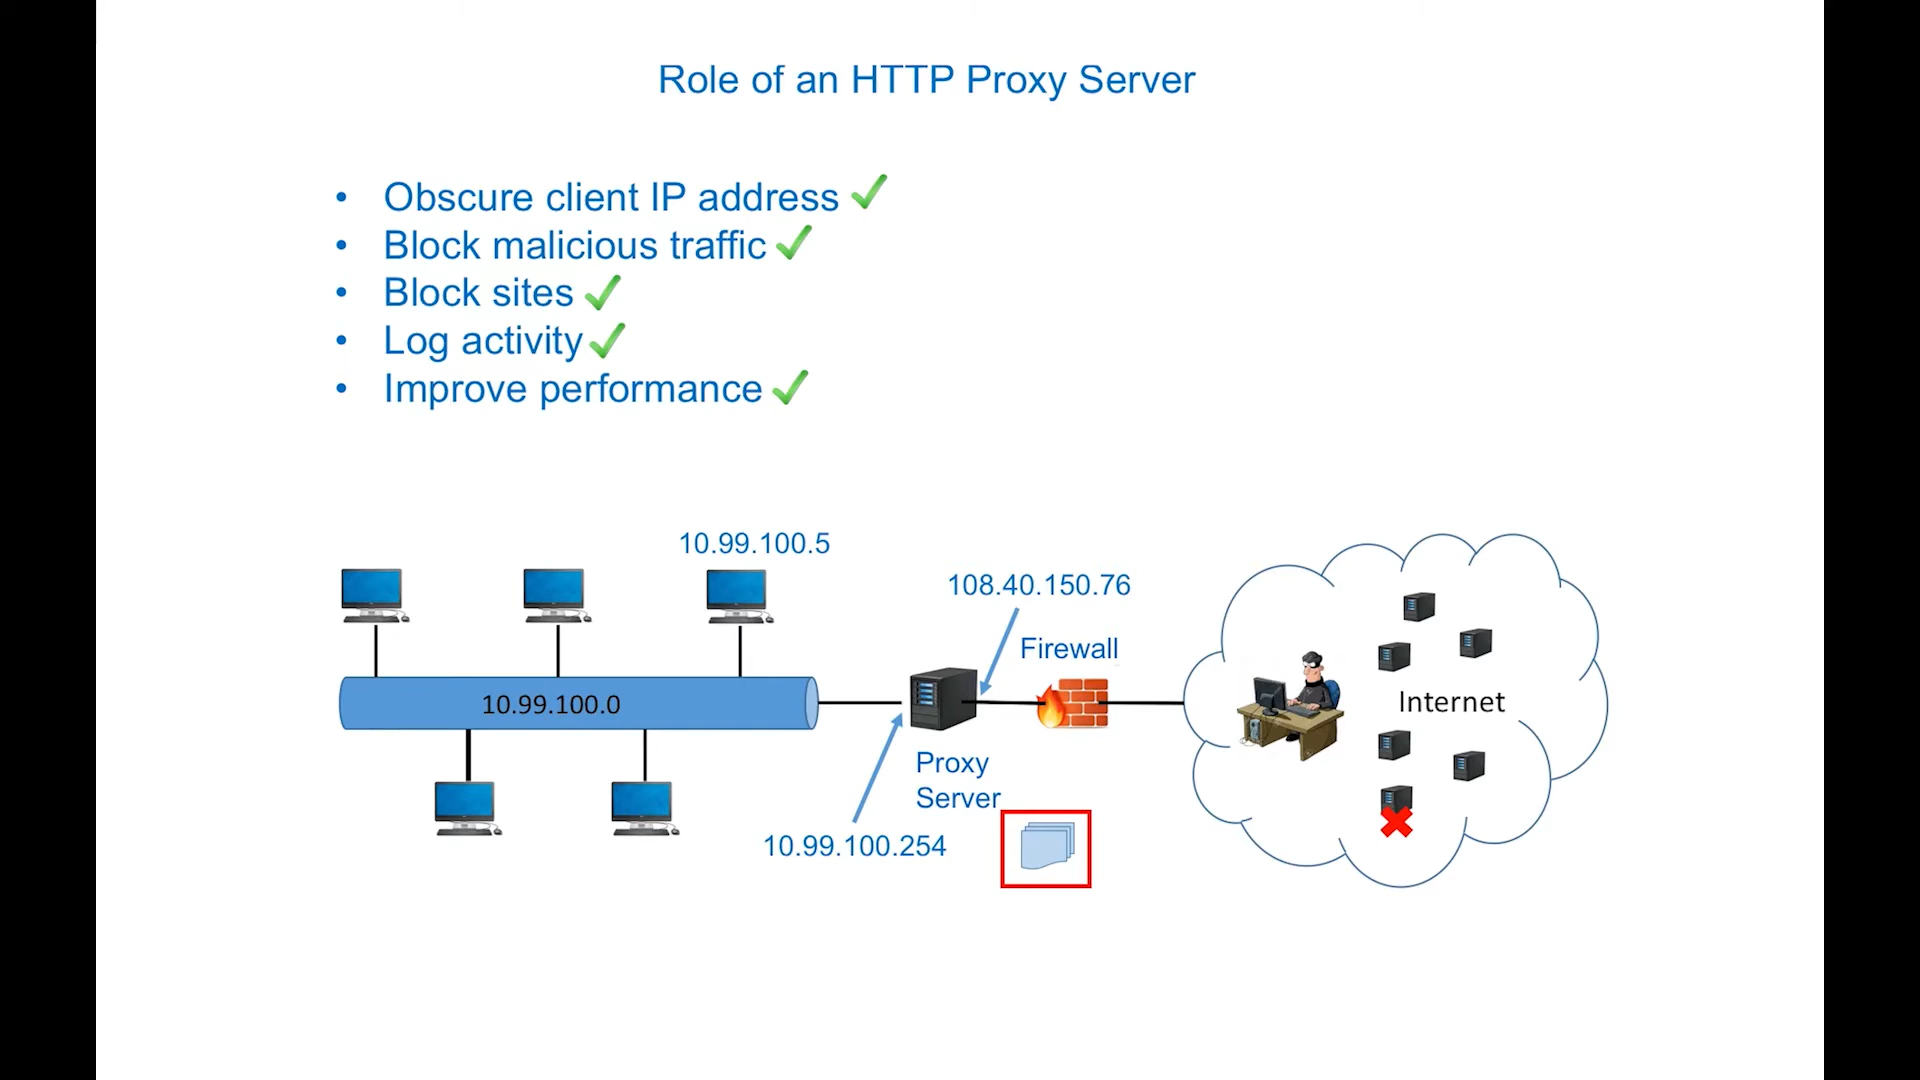 Role of an HTTP Proxy Server
• Obscure client IP address
• Block malicious traffic
• Block sites
• Log activity
• Improve performance
10.99.100.5
108.40.150.76
Firewall
10.99.100.0
Internet
Proxy
Server
10.99.100.254